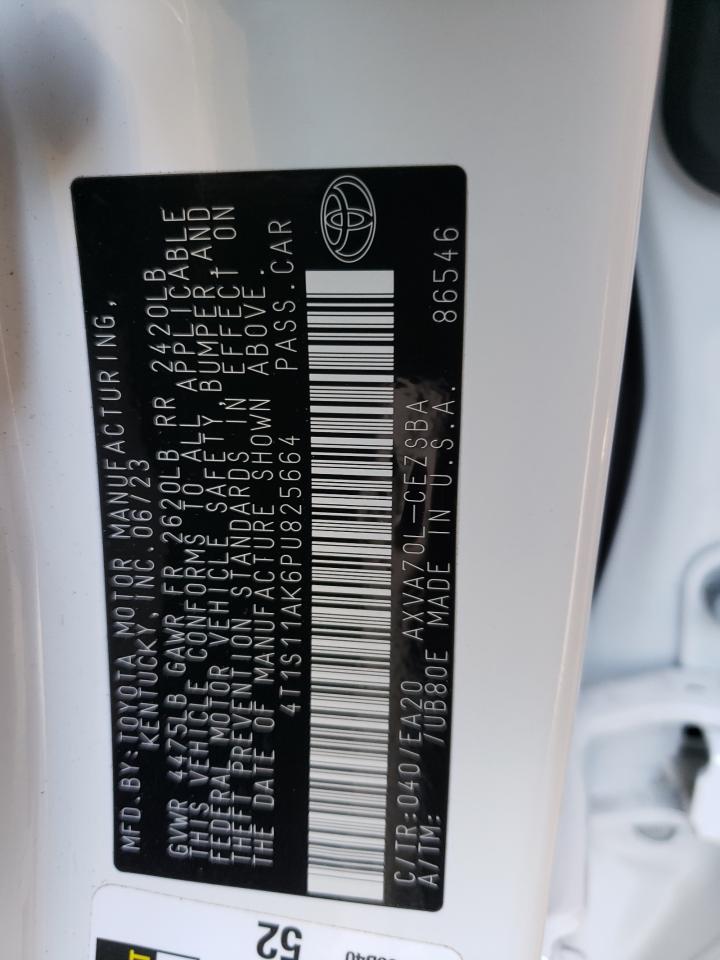 MFD.BY:TOYOTA MOTOR MANUFACTURING,
KENTUCKY, INC.06/23
GVWR 4475LB GAWR FR 2620LB RR 2420LB
THIS VEHICLE CONFORMS TO ALL APPLICABLE
FEDERAL MOTOR VEHICLE SAFETY, BUMPER, AND
THEFT PREVENTION STANDARDS IN EFFECT ON
THE DATE OF MANUFACTURE SHOWN ABOVE.
4T1S11AK6PU825664 PASS.CAR
C/TR:040/EA20 AXVA70L-CEZSBA
A/TM: /UB80E MADE IN U.S.A. 86546
52